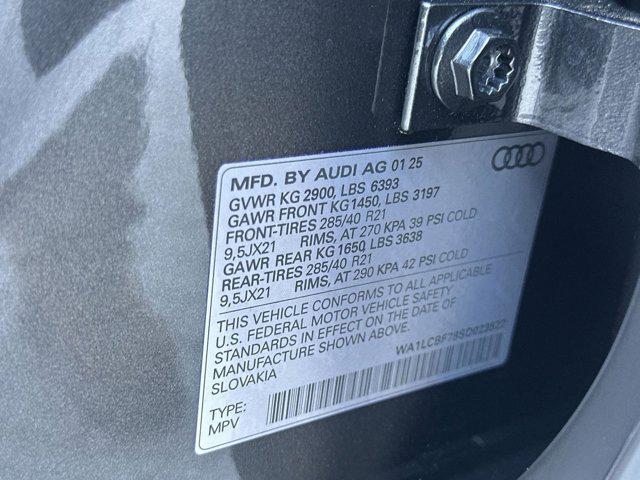 MFD. BY AUDI AG 01 25
GVWR KG 2900, LBS 6393
GAWR FRONT KG1450, LBS 3197
FRONT-TIRES 285/40 R21
9,5JX21 RIMS, AT 270 KPA 39 PSI COLD
GAWR REAR KG 1650 LBS 3638
REAR-TIRES 285/40 R21
9,5JX21 RIMS, AT 290 KPA 42 PSI COLD
THIS VEHICLE CONFORMS TO ALL APPLICABLE
U.S. FEDERAL MOTOR VEHICLE SAFETY
STANDARDS IN EFFECT ON THE DATE OF
MANUFACTURE SHOWN ABOVE.
SLOVAKIA
TYPE:
MPV